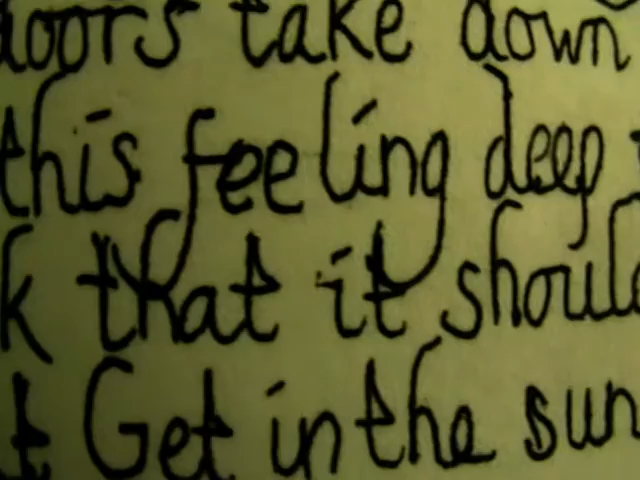 doors take down
this feeling deep
k that it should
t Get in the sun